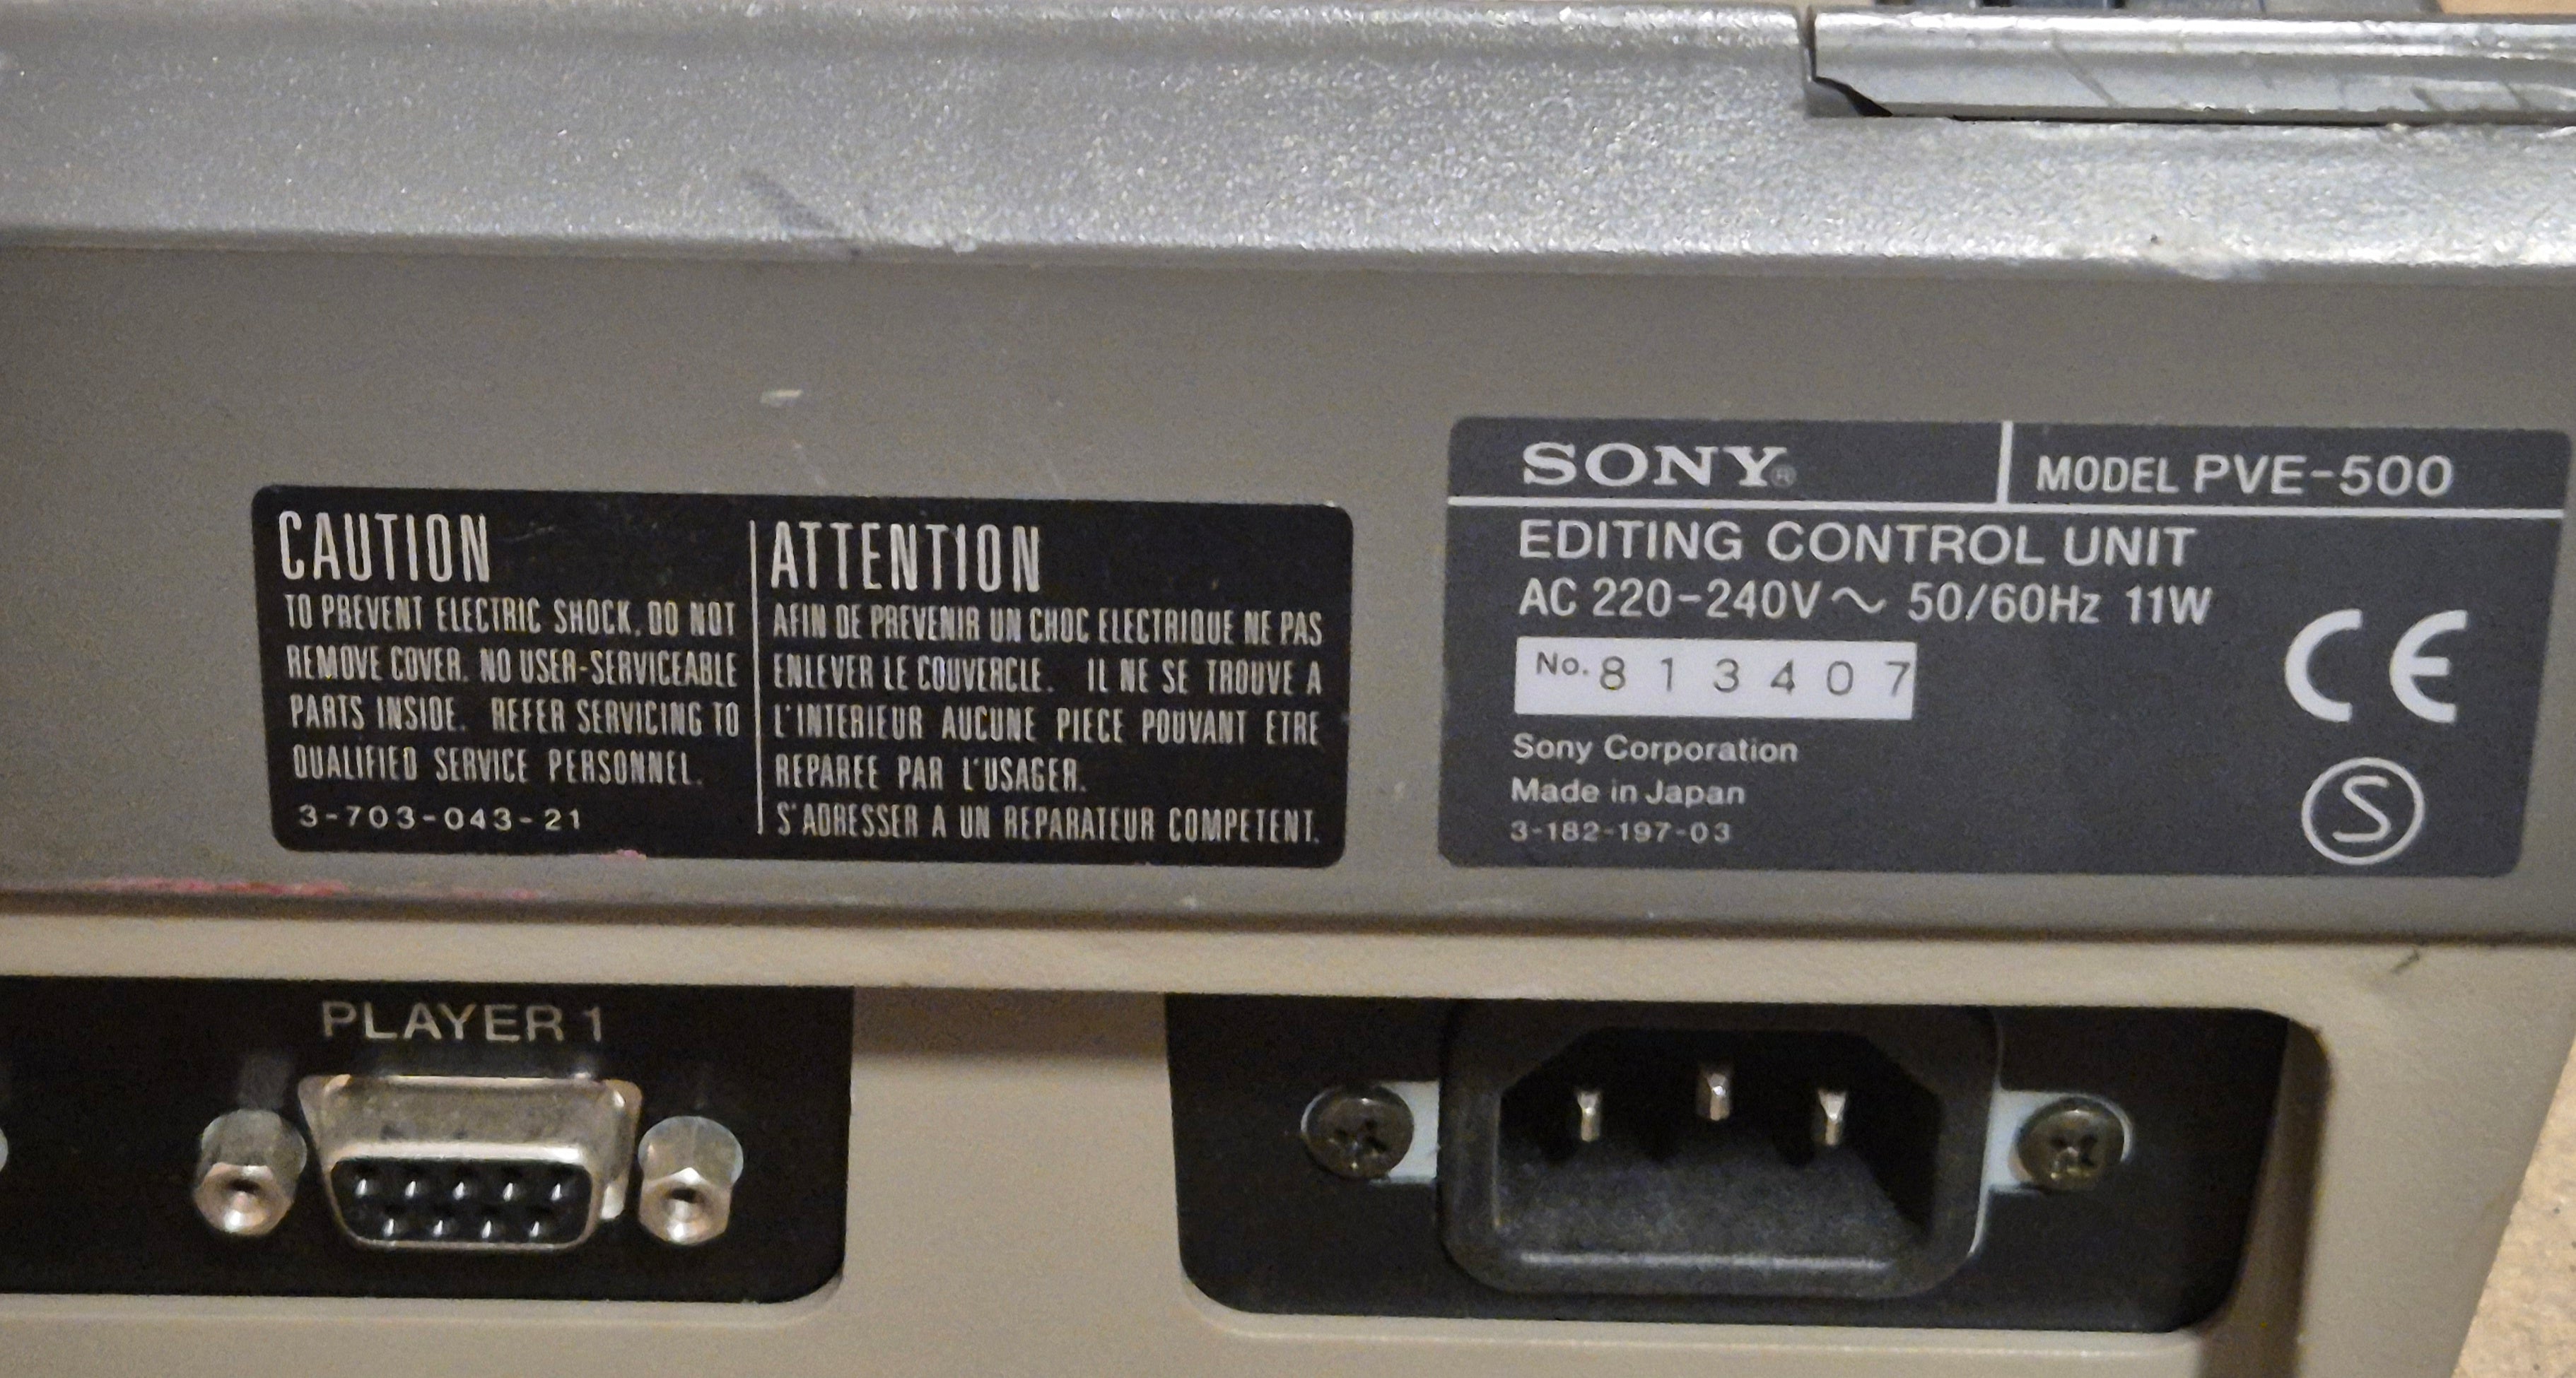 SONY® MODEL PVE-500
EDITING CONTROL UNIT
AC 220-240V ~ 50/60Hz 11W
No. 8 1 3 4 0 7
Sony Corporation
Made in Japan
3-182-197-03
CE
S
CAUTION
TO PREVENT ELECTRIC SHOCK, DO NOT
REMOVE COVER. NO USER-SERVICEABLE
PARTS INSIDE. REFER SERVICING TO
QUALIFIED SERVICE PERSONNEL.
3-703-043-21
ATTENTION
AFIN DE PREVENIR UN CHOC ELECTRIQUE NE PAS
ENLEVER LE COUVERCLE. IL NE SE TROUVE A
L'INTERIEUR AUCUNE PIECE POUVANT ETRE
REPAREE PAR L'USAGER.
S'ADRESSER A UN REPARATEUR COMPETENT.
PLAYER 1